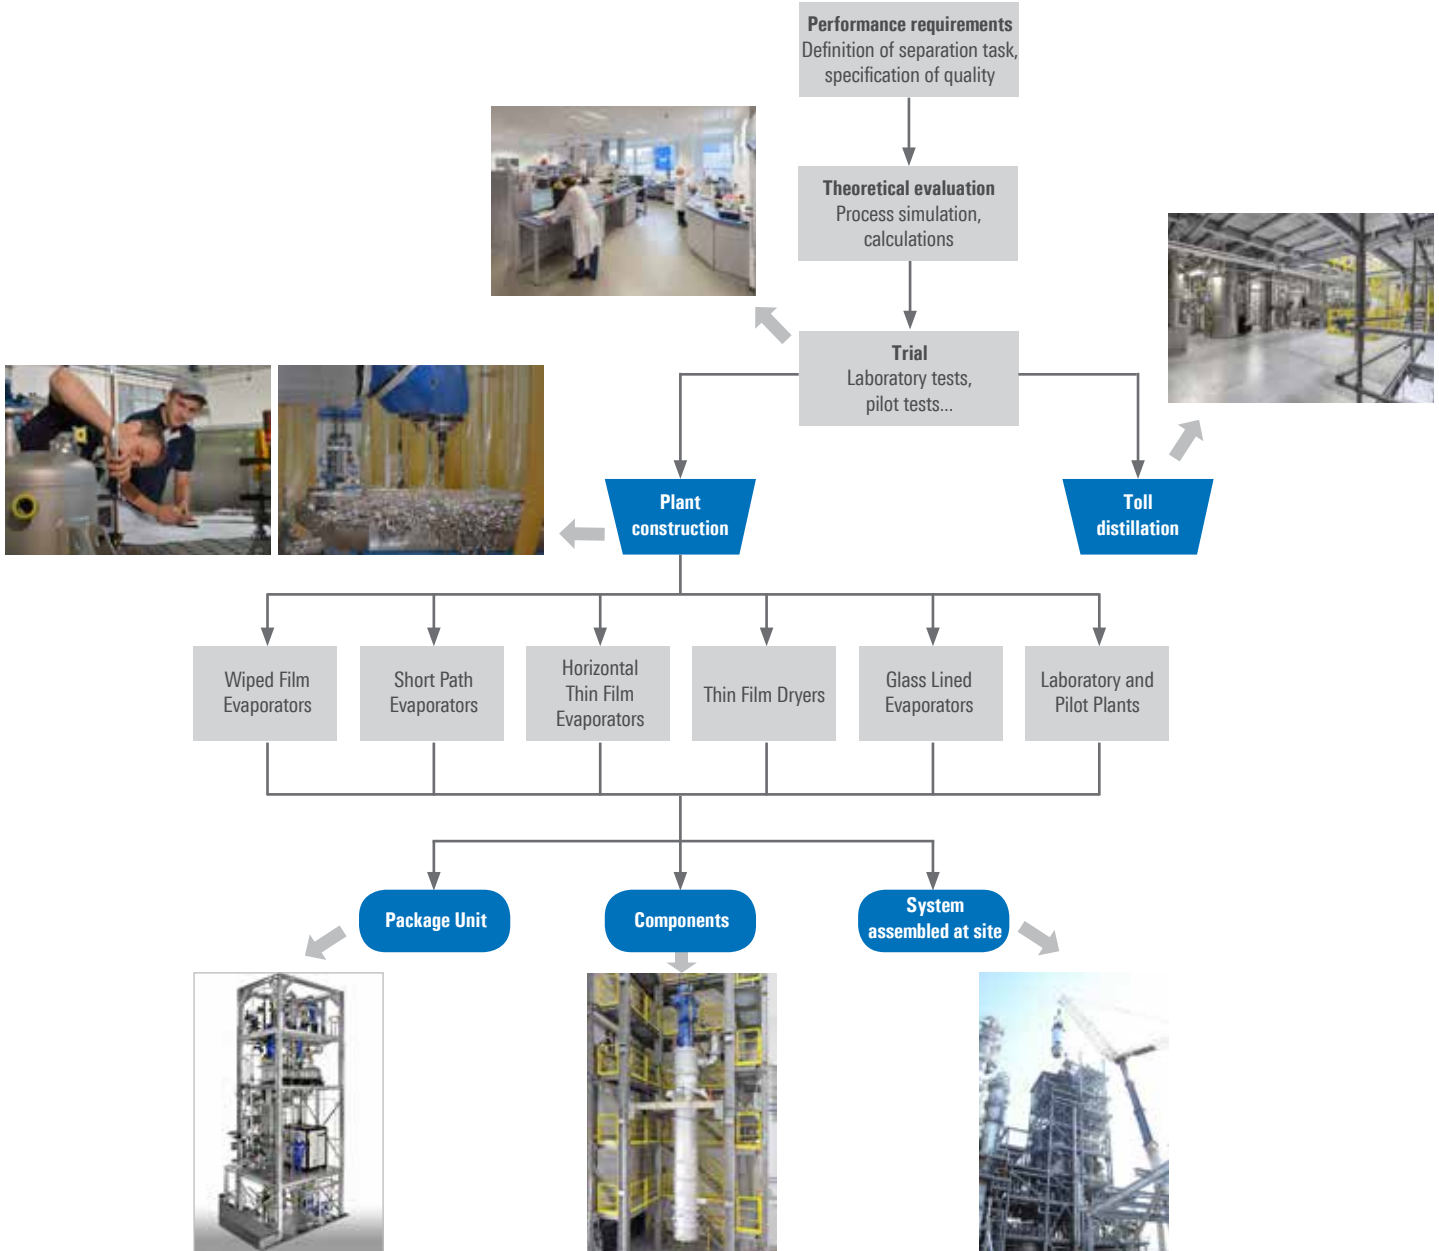 Performance requirements
Definition of separation task,
specification of quality
Theoretical evaluation
Process simulation,
calculations
Trial
Laboratory tests,
pilot tests...
Plant
construction
Toll
distillation
Wiped Film
Evaporators
Short Path
Evaporators
Horizontal
Thin Film
Evaporators
Thin Film Dryers
Glass Lined
Evaporators
Laboratory and
Pilot Plants
Package Unit
Components
System
assembled at site